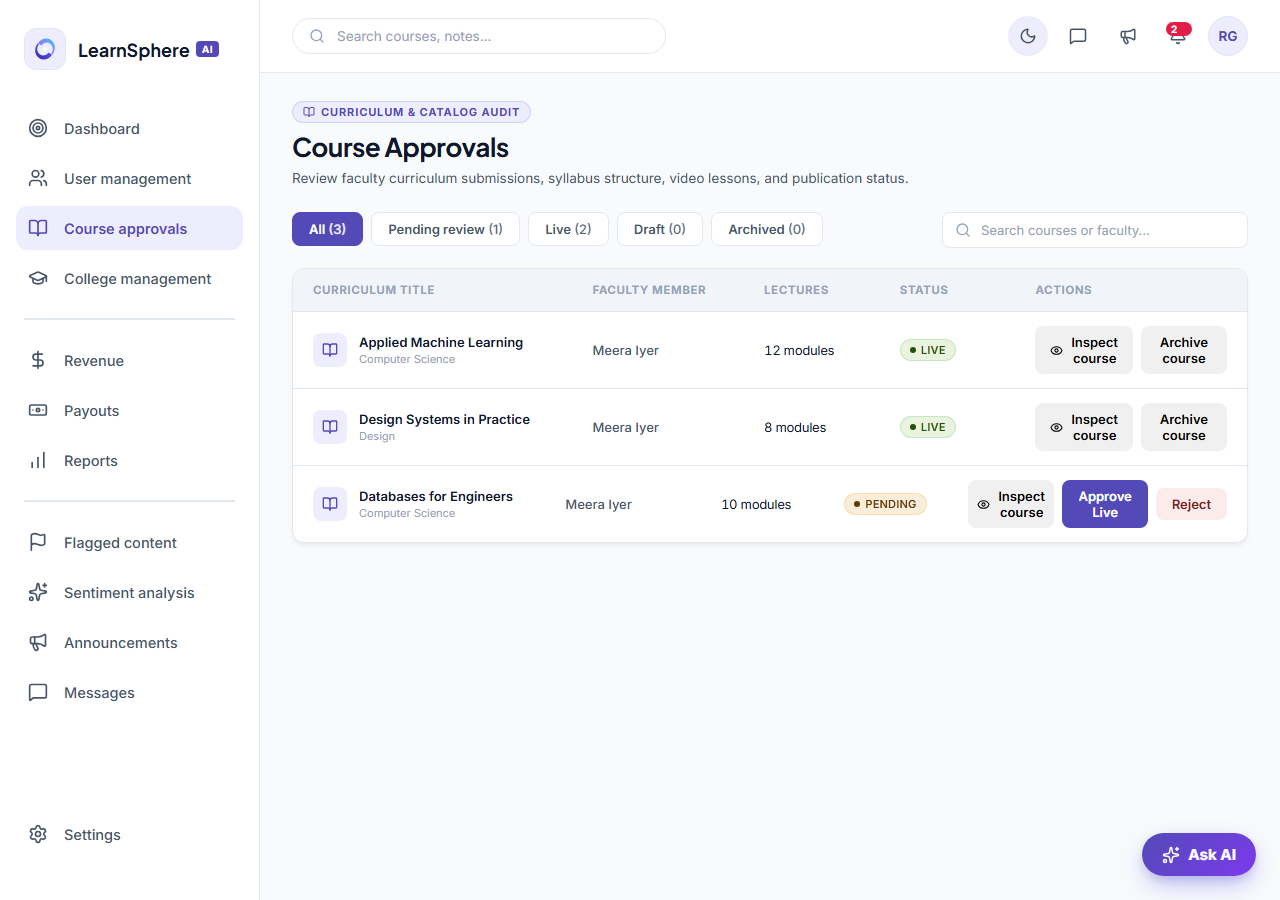 LearnSphere AI
Search courses, notes...
2
RG
Dashboard
User management
Course approvals
College management
Revenue
Payouts
Reports
Flagged content
Sentiment analysis
Announcements
Messages
Settings
CURRICULUM & CATALOG AUDIT
Course Approvals
Review faculty curriculum submissions, syllabus structure, video lessons, and publication status.
All (3) Pending review (1) Live (2) Draft (0) Archived (0) Search courses or faculty...
CURRICULUM TITLE FACULTY MEMBER LECTURES STATUS ACTIONS
Applied Machine Learning
Computer Science
Meera Iyer
12 modules
LIVE
Inspect course
Archive course
Design Systems in Practice
Design
Meera Iyer
8 modules
LIVE
Inspect course
Archive course
Databases for Engineers
Computer Science
Meera Iyer
10 modules
PENDING
Inspect course
Approve Live
Reject
Ask AI